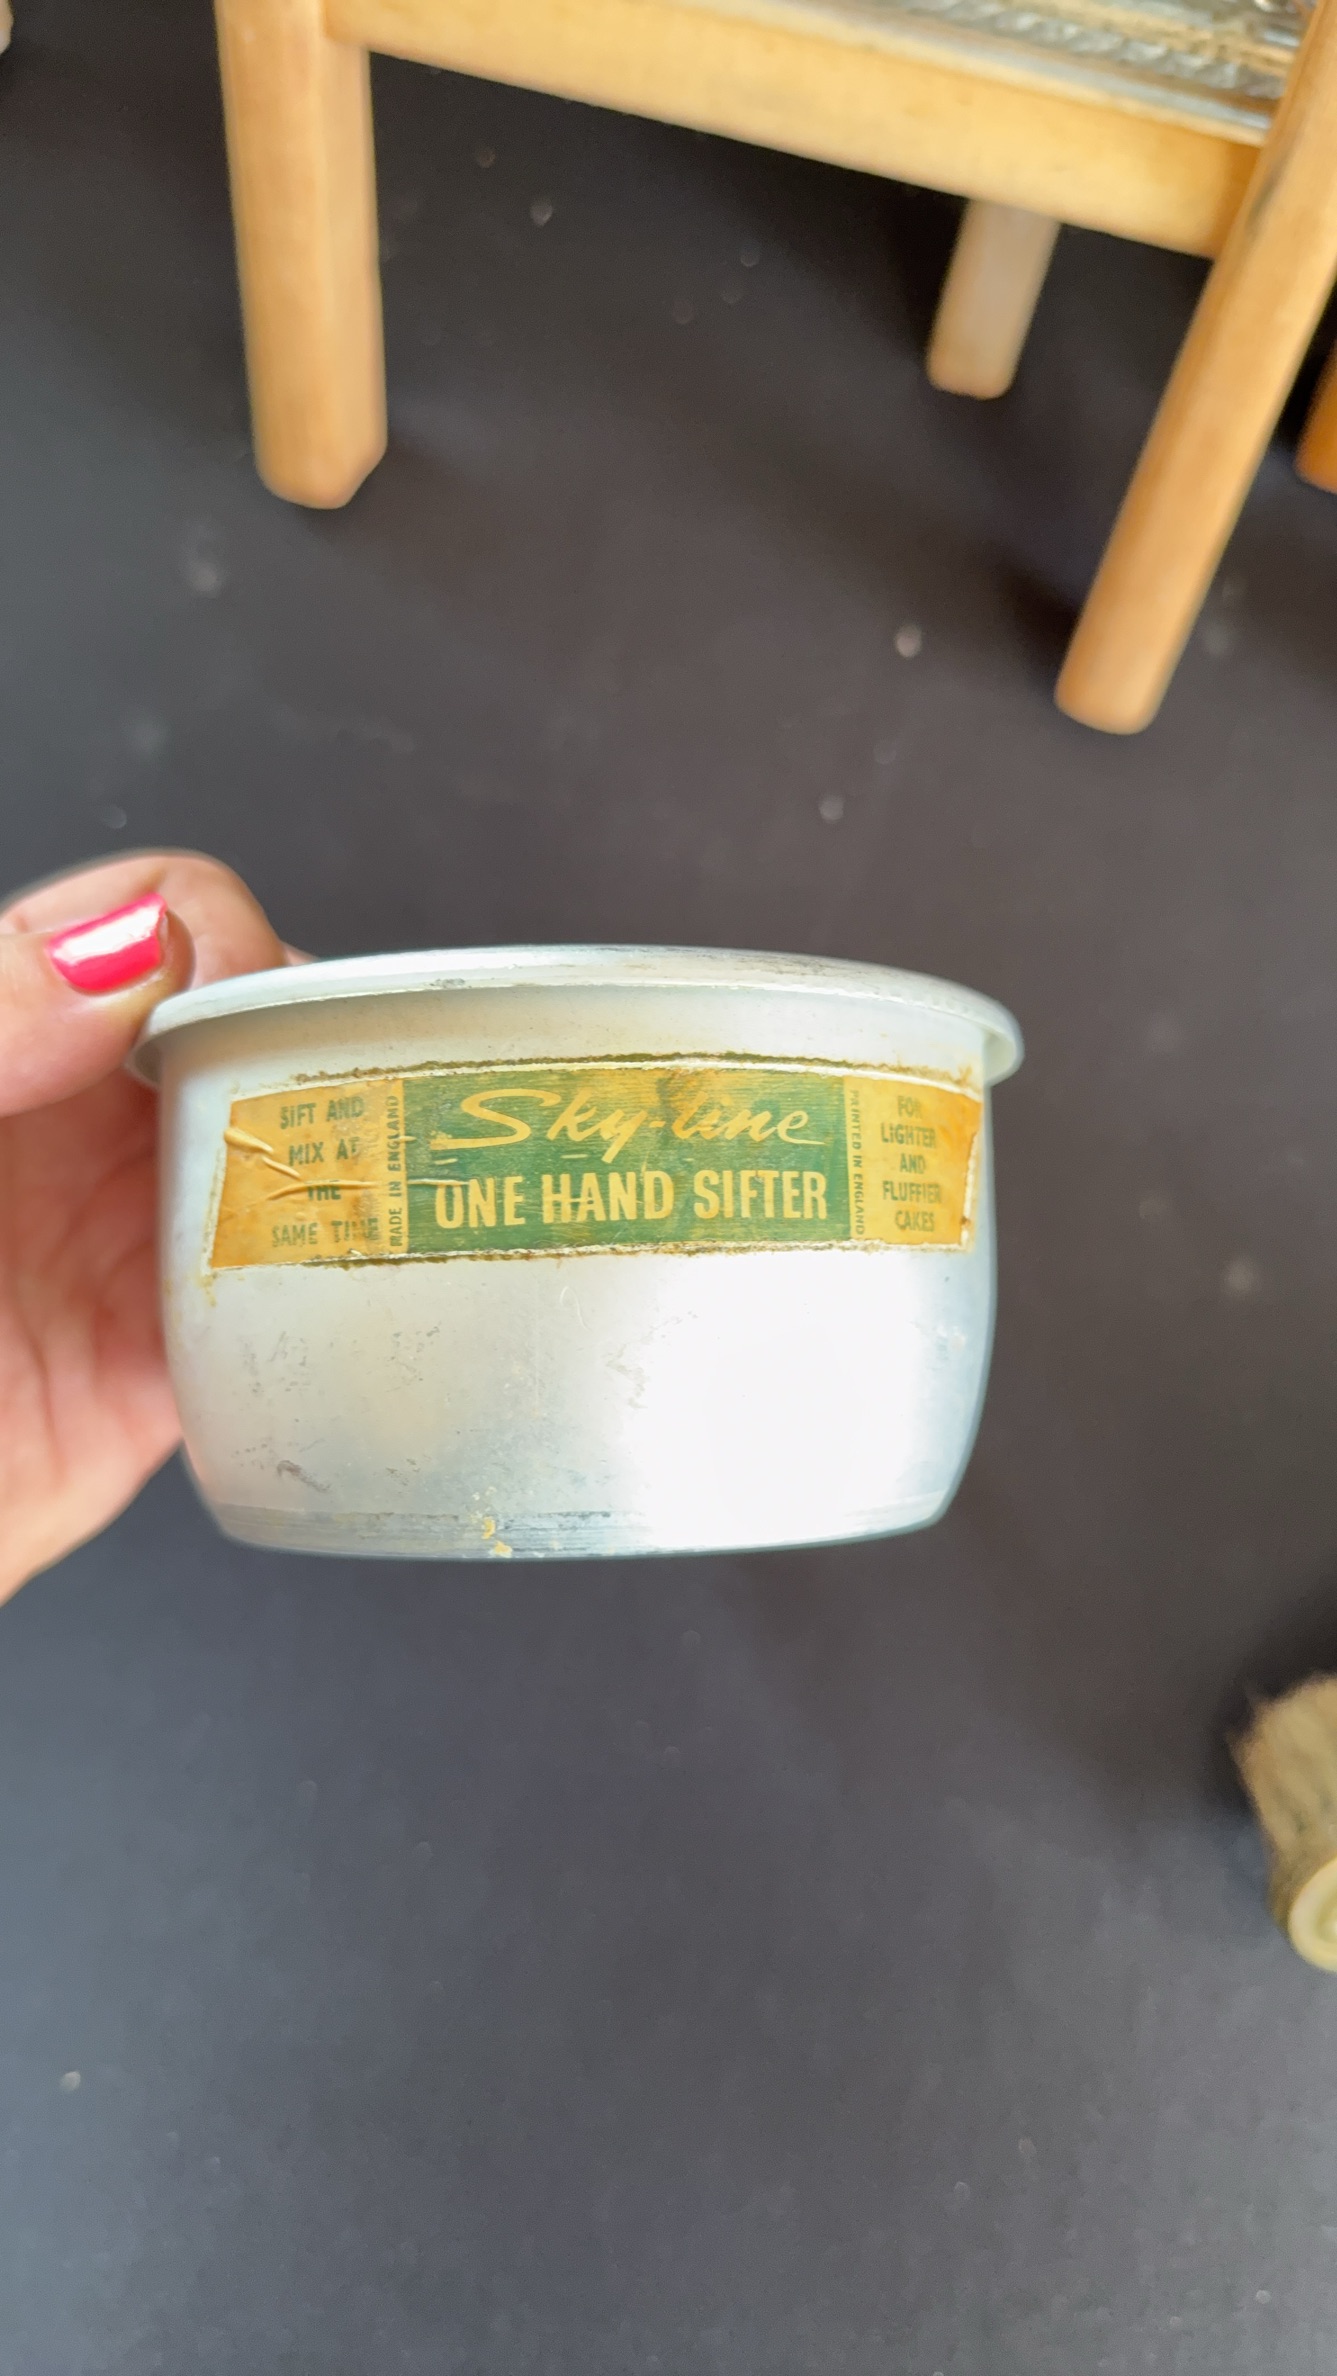 SIFT AND
MIX AT
THE
SAME TIME
MADE IN ENGLAND
Sky-line
ONE HAND SIFTER
PRINTED IN ENGLAND
FOR
LIGHTER
AND
FLUFFIER
CAKES